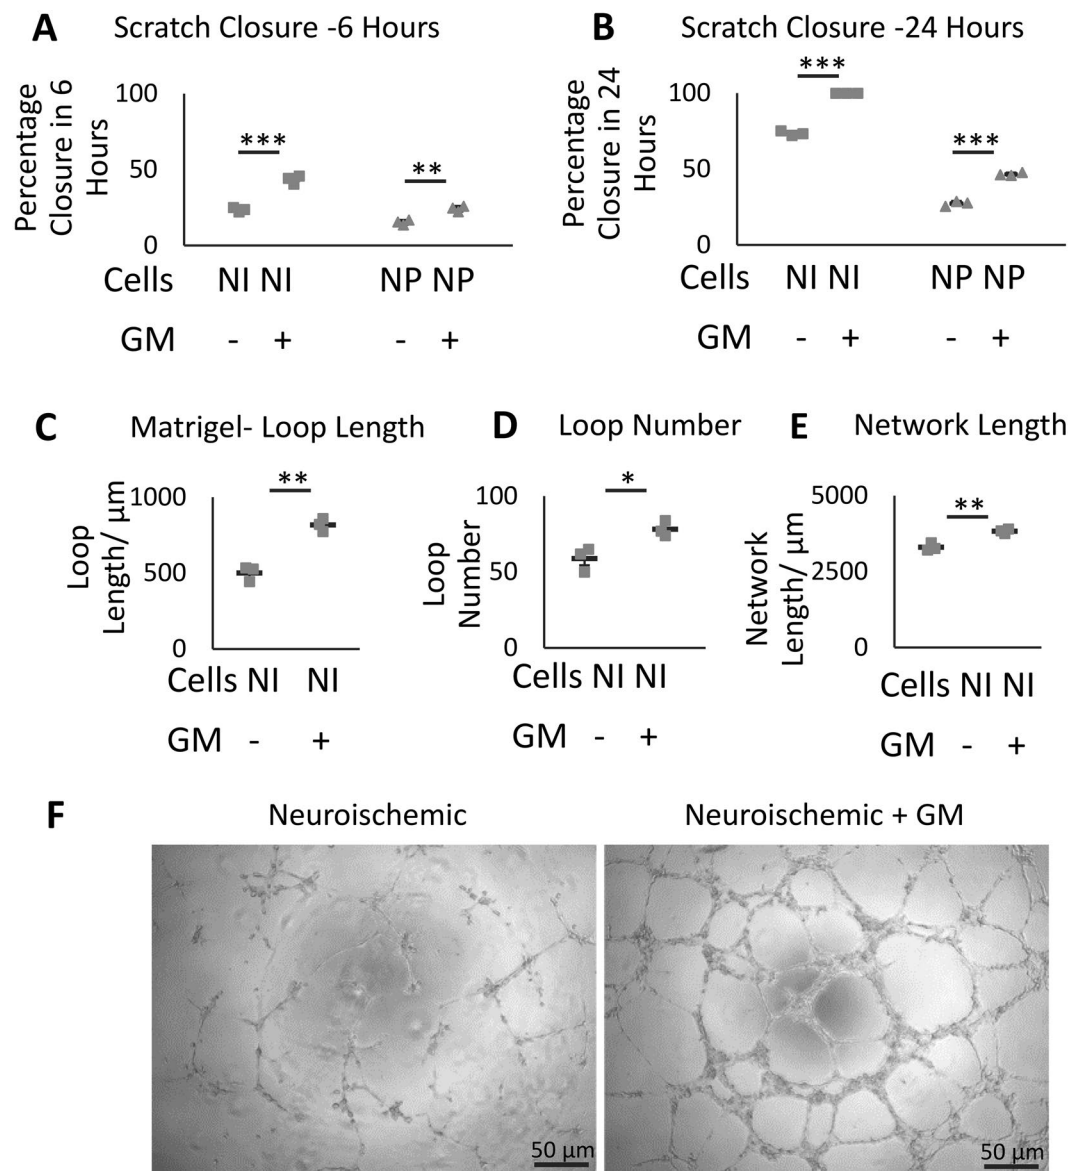 A Scratch Closure -6 Hours
Percentage
Closure in 6
Hours
100
50
0
***
**
Cells NI NI NP NP
GM - + - +
B Scratch Closure -24 Hours
Percentage
Closure in 24
Hours
100
50
0
***
***
Cells NI NI NP NP
GM - + - +
C Matrigel- Loop Length
Loop
Length/ μm
1000
500
0
**
Cells NI NI
GM - +
D Loop Number
Loop
Number
100
50
0
*
Cells NI NI
GM - +
E Network Length
Network
Length/ μm
5000
2500
0
**
Cells NI NI
GM - +
F Neuroischemic Neuroischemic + GM
50 μm 50 μm